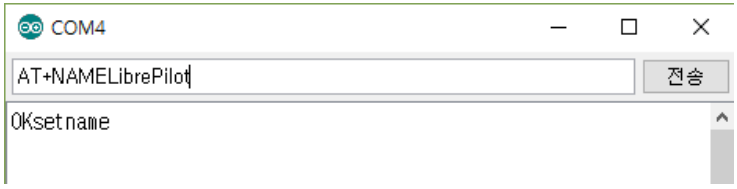 COM4
AT+NAMELibrePilot
전송
OKsetname